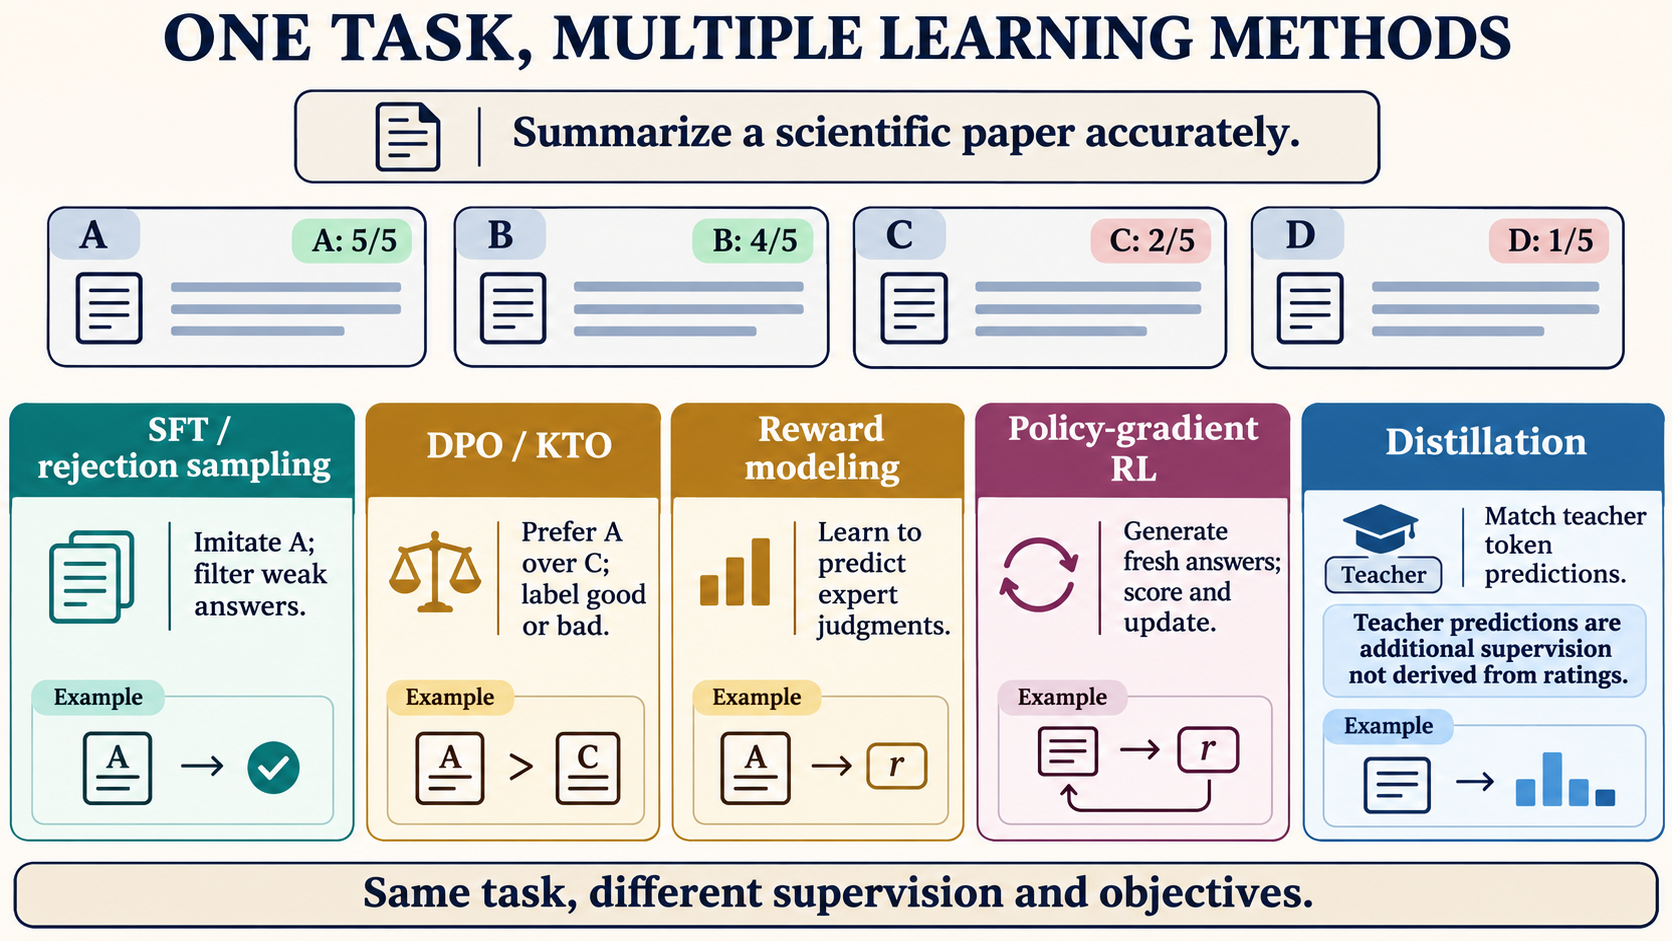 ONE TASK, MULTIPLE LEARNING METHODS
Summarize a scientific paper accurately.
A
A: 5/5
B
B: 4/5
C
C: 2/5
D
D: 1/5
SFT /
rejection sampling
Imitate A;
filter weak
answers.
Example
A
DPO / KTO
Prefer A
over C;
label good
or bad.
Example
A > C
Reward
modeling
Learn to
predict
expert
judgments.
Example
A → r
Policy-gradient
RL
Generate
fresh answers;
score and
update.
Example
r
Distillation
Teacher
Match teacher
token
predictions.
Teacher predictions are
additional supervision
not derived from ratings.
Example
Same task, different supervision and objectives.